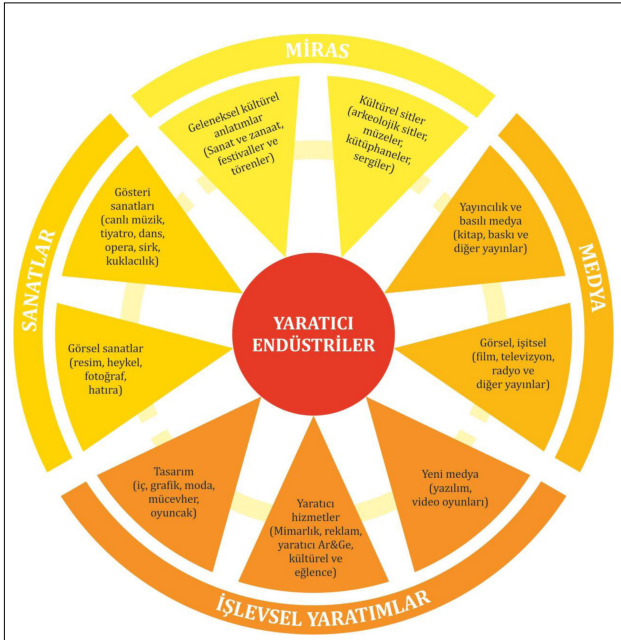 MİRAS
Geleneksel kültürel
anlatımlar
(Sanat ve zanaat,
festivaller ve
törenler)
Kültürel sitler
(arkeolojik sitler,
müzeler,
kütüphaneler,
sergiler)
MEDYA
Yayıncılık ve
basılı medya
(kitap, baskı ve
diğer yayınlar)
Görsel, işitsel
(film, televizyon,
radyo ve
diğer yayınlar)
İŞLEVSEL YARATIMLAR
Yeni medya
(yazılım,
video oyunları)
Yaratıcı
hizmetler
(Mimarlık, reklam,
yaratıcı Ar&Ge,
kültürel ve
eğlence)
Tasarım
(iç, grafik, moda,
mücevher,
oyuncak)
SANATLAR
Görsel sanatlar
(resim, heykel,
fotoğraf,
hatıra)
Gösteri
sanatları
(canlı müzik,
tiyatro, dans,
opera, sirk,
kuklacılık)
YARATICI
ENDÜSTRİLER